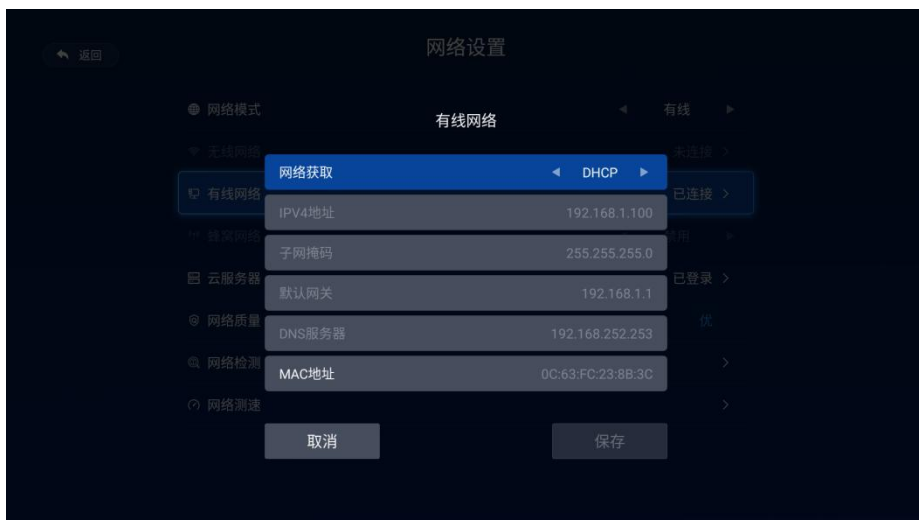 返回
网络设置
网络模式
有线
有线网络
无线网络
未连接
网络获取
DHCP
有线网络
已连接
IPV4地址
192.168.1.100
蜂窝网络
禁用
子网掩码
255.255.255.0
云服务器
已登录
默认网关
192.168.1.1
网络质量
优
DNS服务器
192.168.252.253
网络检测
MAC地址
0C:63:FC:23:8B:3C
网络测速
取消
保存